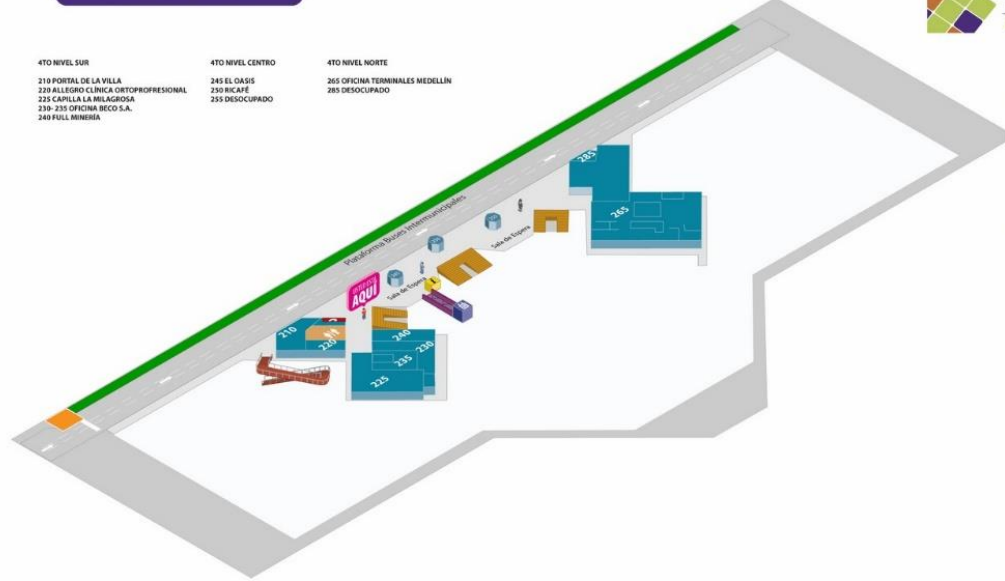 4TO NIVEL SUR
210 PORTAL DE LA VILLA
220 ALLEGRO CLÍNICA ORTOPROFRESIONAL
225 CAPILLA LA MILAGROSA
230- 235 OFICINA BECO S.A.
240 FULL MINERÍA
4TO NIVEL CENTRO
245 EL OASIS
250 RICAFÉ
255 DESOCUPADO
4TO NIVEL NORTE
265 OFICINA TERMINALES MEDELLÍN
285 DESOCUPADO
Plataforma Buses Intermunicipales
285
265
Sala de Espera
Sala de Espera
AQUÍ
210
220
240
230
235
225